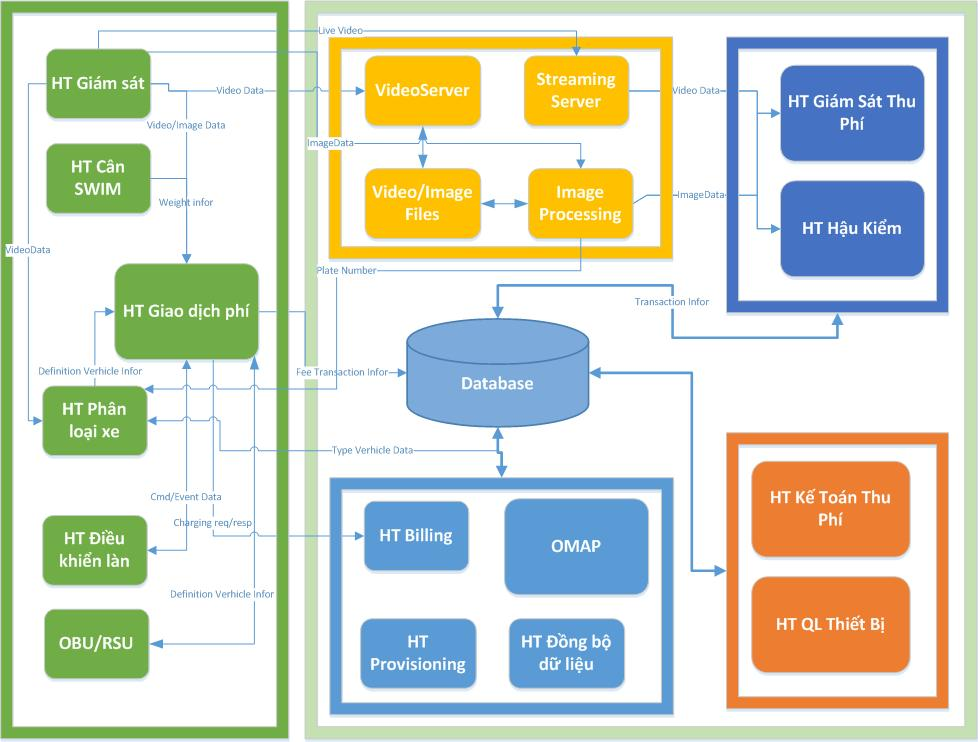 Live Video
HT Giám sát
VideoServer
Streaming
Server
Video Data
Video Data
HT Giám Sát Thu
Phí
Video/Image Data
ImageData
HT Cân
SWIM
Video/Image
Files
Image
Processing
ImageData
Weight infor
HT Hậu Kiểm
VideoData
Plate Number
HT Giao dịch phí
Transaction Infor
Definition Verhicle Infor
Fee Transaction Infor
Database
HT Phân
loại xe
Type Verhicle Data
Cmd/Event Data
Charging req/resp
HT Điều
khiển làn
HT Billing
OMAP
HT Kế Toán Thu
Phí
Definition Verhicle Infor
OBU/RSU
HT
Provisioning
HT Đồng bộ
dữ liệu
HT QL Thiết Bị